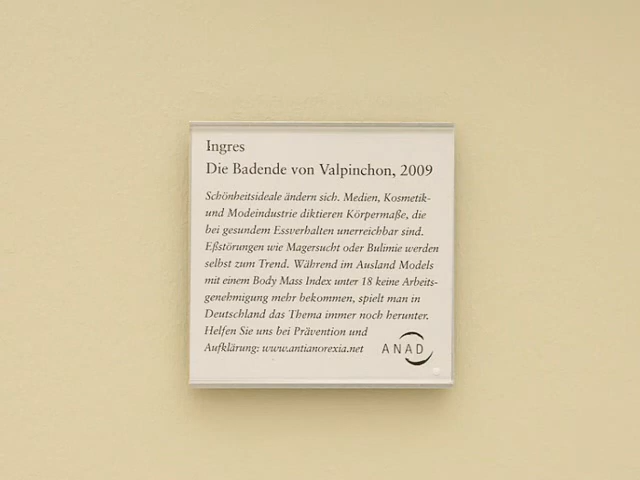 Ingres
Die Badende von Valpinchon, 2009
Schönheitsideale ändern sich. Medien, Kosmetik-
und Modeindustrie diktieren Körpermaße, die
bei gesundem Essverhalten unerreichbar sind.
Eßstörungen wie Magersucht oder Bulimie werden
selbst zum Trend. Während im Ausland Models
mit einem Body Mass Index unter 18 keine Arbeits-
genehmigung mehr bekommen, spielt man in
Deutschland das Thema immer noch herunter.
Helfen Sie uns bei Prävention und
Aufklärung: www.antianorexia.net
ANAD